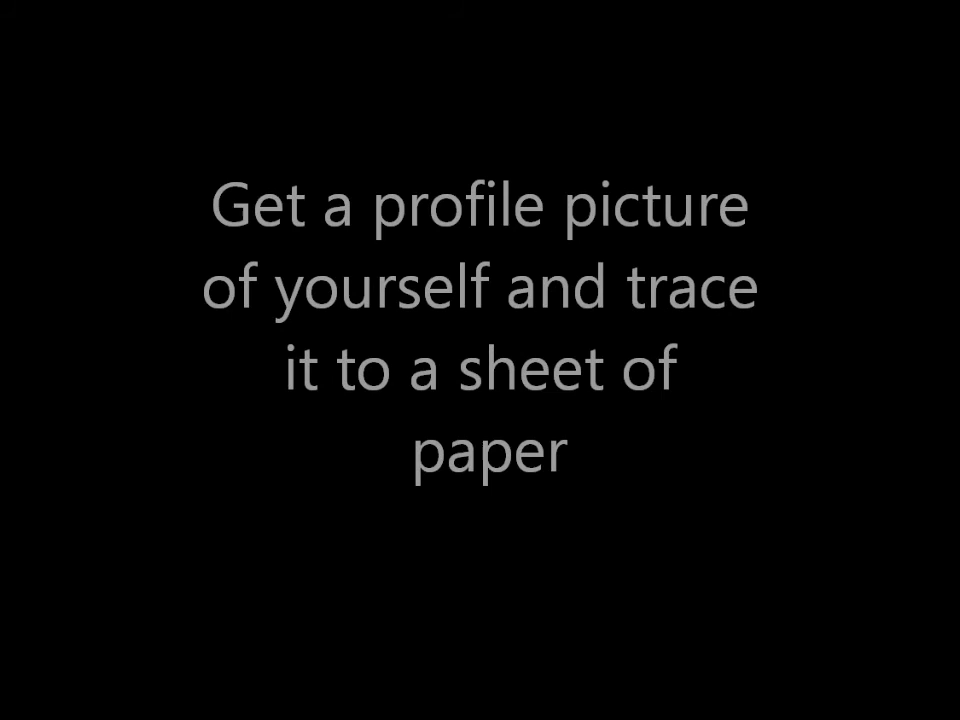 Get a profile picture
of yourself and trace
it to a sheet of
paper